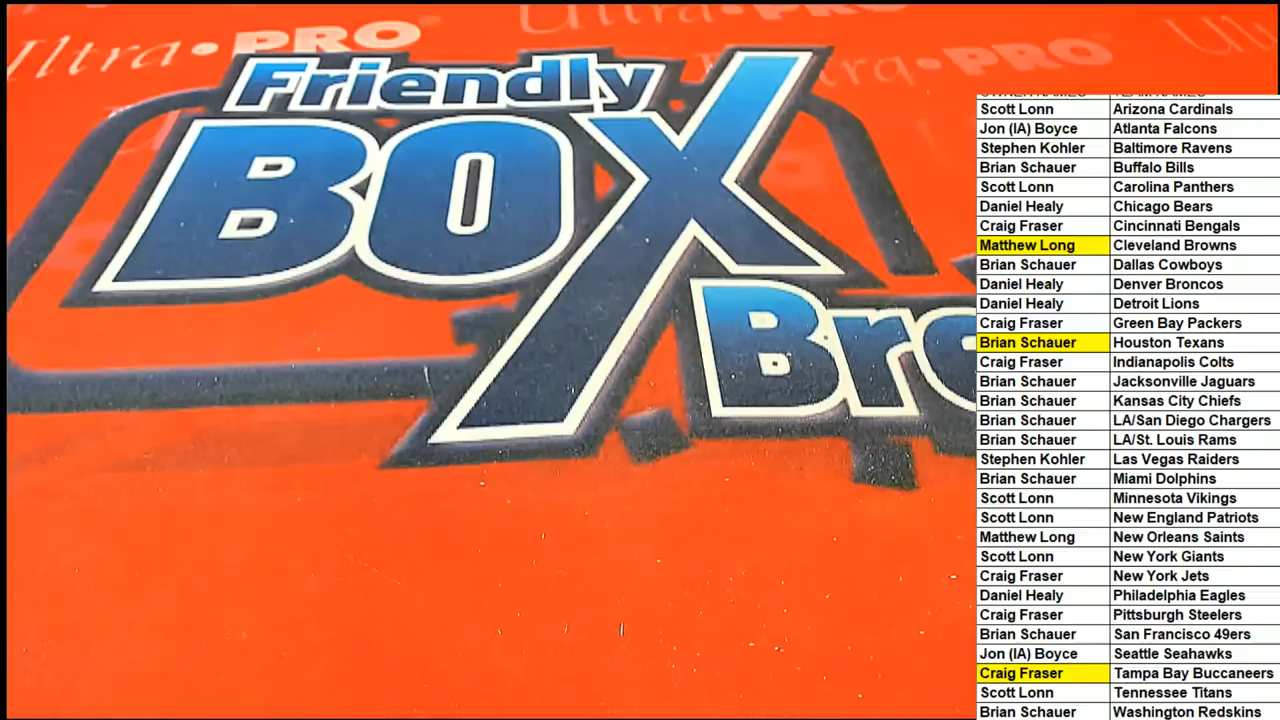 Ultra•PRO®
Friendly
BOX
Bro
OWNER NAMES TEAM NAMES
Scott Lonn Arizona Cardinals
Jon (IA) Boyce Atlanta Falcons
Stephen Kohler Baltimore Ravens
Brian Schauer Buffalo Bills
Scott Lonn Carolina Panthers
Daniel Healy Chicago Bears
Craig Fraser Cincinnati Bengals
Matthew Long Cleveland Browns
Brian Schauer Dallas Cowboys
Daniel Healy Denver Broncos
Daniel Healy Detroit Lions
Craig Fraser Green Bay Packers
Brian Schauer Houston Texans
Craig Fraser Indianapolis Colts
Brian Schauer Jacksonville Jaguars
Brian Schauer Kansas City Chiefs
Brian Schauer LA/San Diego Chargers
Brian Schauer LA/St. Louis Rams
Stephen Kohler Las Vegas Raiders
Brian Schauer Miami Dolphins
Scott Lonn Minnesota Vikings
Scott Lonn New England Patriots
Matthew Long New Orleans Saints
Scott Lonn New York Giants
Craig Fraser New York Jets
Daniel Healy Philadelphia Eagles
Craig Fraser Pittsburgh Steelers
Brian Schauer San Francisco 49ers
Jon (IA) Boyce Seattle Seahawks
Craig Fraser Tampa Bay Buccaneers
Scott Lonn Tennessee Titans
Brian Schauer Washington Redskins